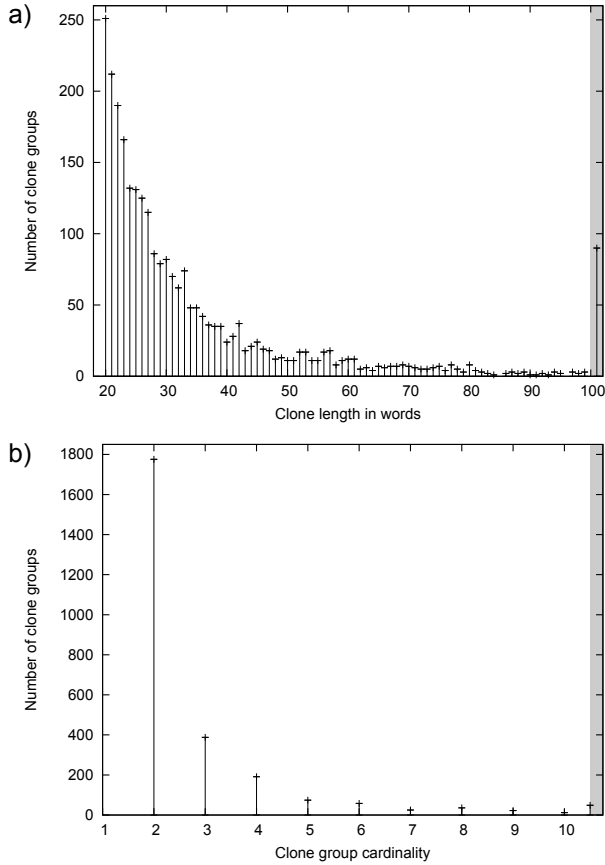 a)
Number of clone groups
250
200
150
100
50
0
20 30 40 50 60 70 80 90 100
Clone length in words
b)
Number of clone groups
1800
1600
1400
1200
1000
800
600
400
200
0
1 2 3 4 5 6 7 8 9 10
Clone group cardinality